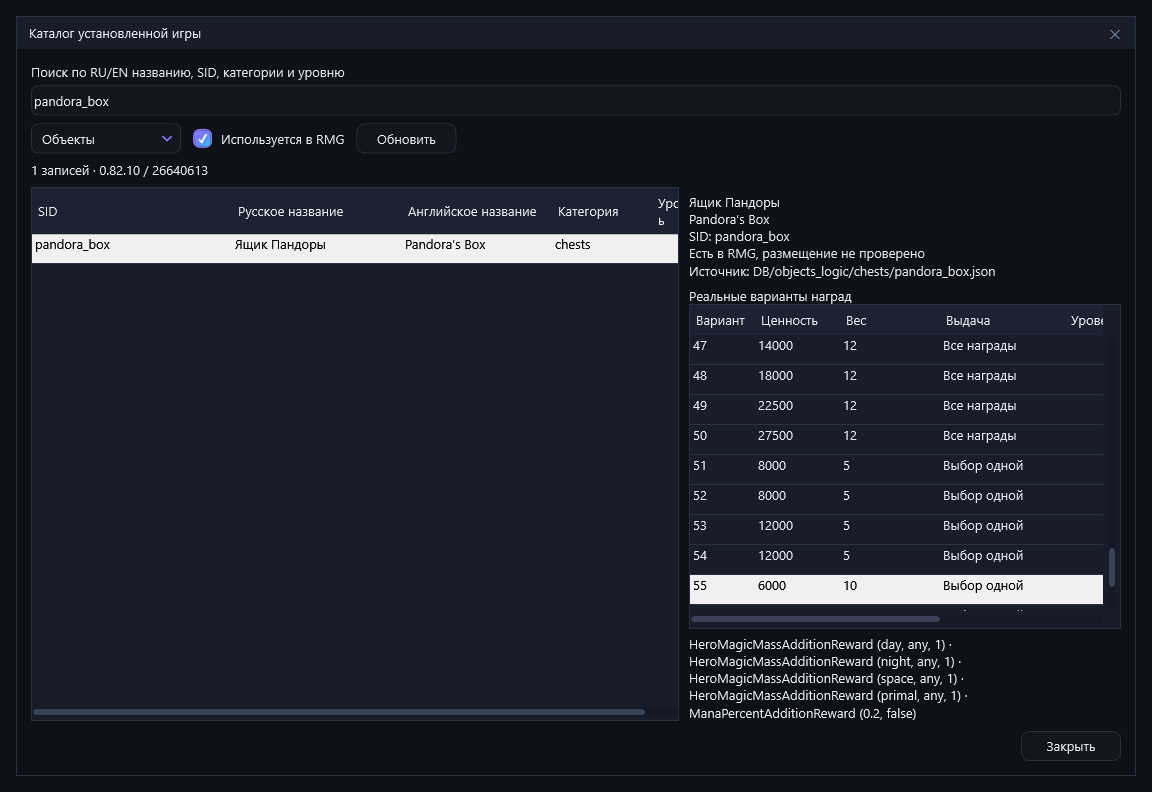 Каталог установленной игры
Поиск по RU/EN названию, SID, категории и уровню
pandora_box
Объекты
Используется в RMG
Обновить
1 записей · 0.82.10 / 26640613
SID Русское название Английское название Категория Уро
ь
pandora_box Ящик Пандоры Pandora's Box chests
Ящик Пандоры
Pandora's Box
SID: pandora_box
Есть в RMG, размещение не проверено
Источник: DB/objects_logic/chests/pandora_box.json
Реальные варианты наград
Вариант Ценность Вес Выдача Урове
47 14000 12 Все награды
48 18000 12 Все награды
49 22500 12 Все награды
50 27500 12 Все награды
51 8000 5 Выбор одной
52 8000 5 Выбор одной
53 12000 5 Выбор одной
54 12000 5 Выбор одной
55 6000 10 Выбор одной
HeroMagicMassAdditionReward (day, any, 1) ·
HeroMagicMassAdditionReward (night, any, 1) ·
HeroMagicMassAdditionReward (space, any, 1) ·
HeroMagicMassAdditionReward (primal, any, 1) ·
ManaPercentAdditionReward (0.2, false)
Закрыть